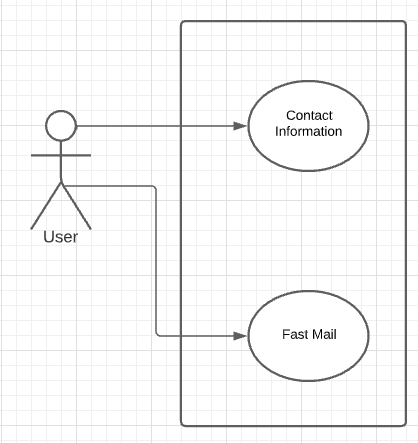 Contact
Information
User
Fast Mail